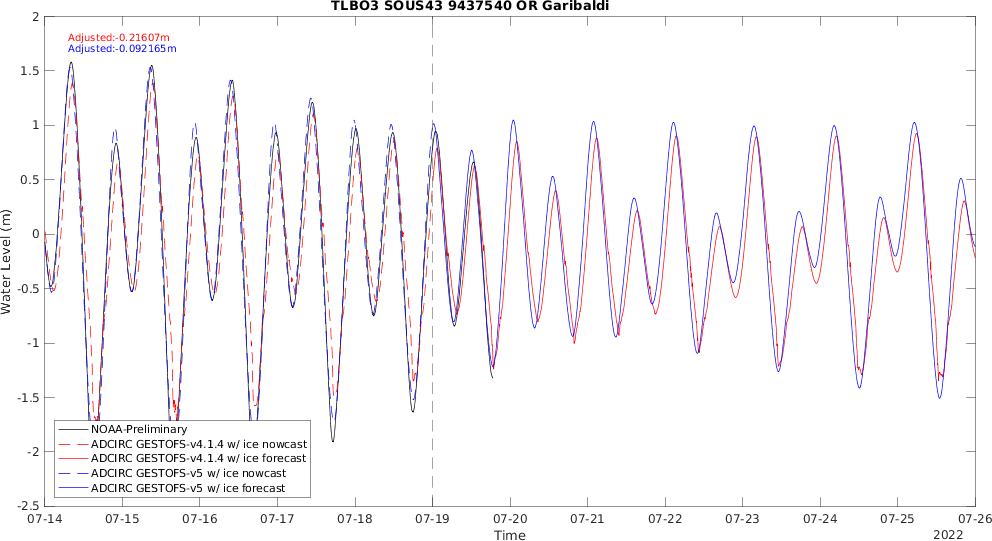 TLBO3 SOUS43 9437540 OR Garibaldi
Adjusted:-0.21607m
Adjusted:-0.092165m
2
1.5
1
0.5
0
-0.5
-1
-1.5
-2
-2.5
Water Level (m)
NOAA-Preliminary
ADCIRC GESTOFS-v4.1.4 w/ ice nowcast
ADCIRC GESTOFS-v4.1.4 w/ ice forecast
ADCIRC GESTOFS-v5 w/ ice nowcast
ADCIRC GESTOFS-v5 w/ ice forecast
07-14 07-15 07-16 07-17 07-18 07-19 07-20 07-21 07-22 07-23 07-24 07-25 07-26
Time
2022